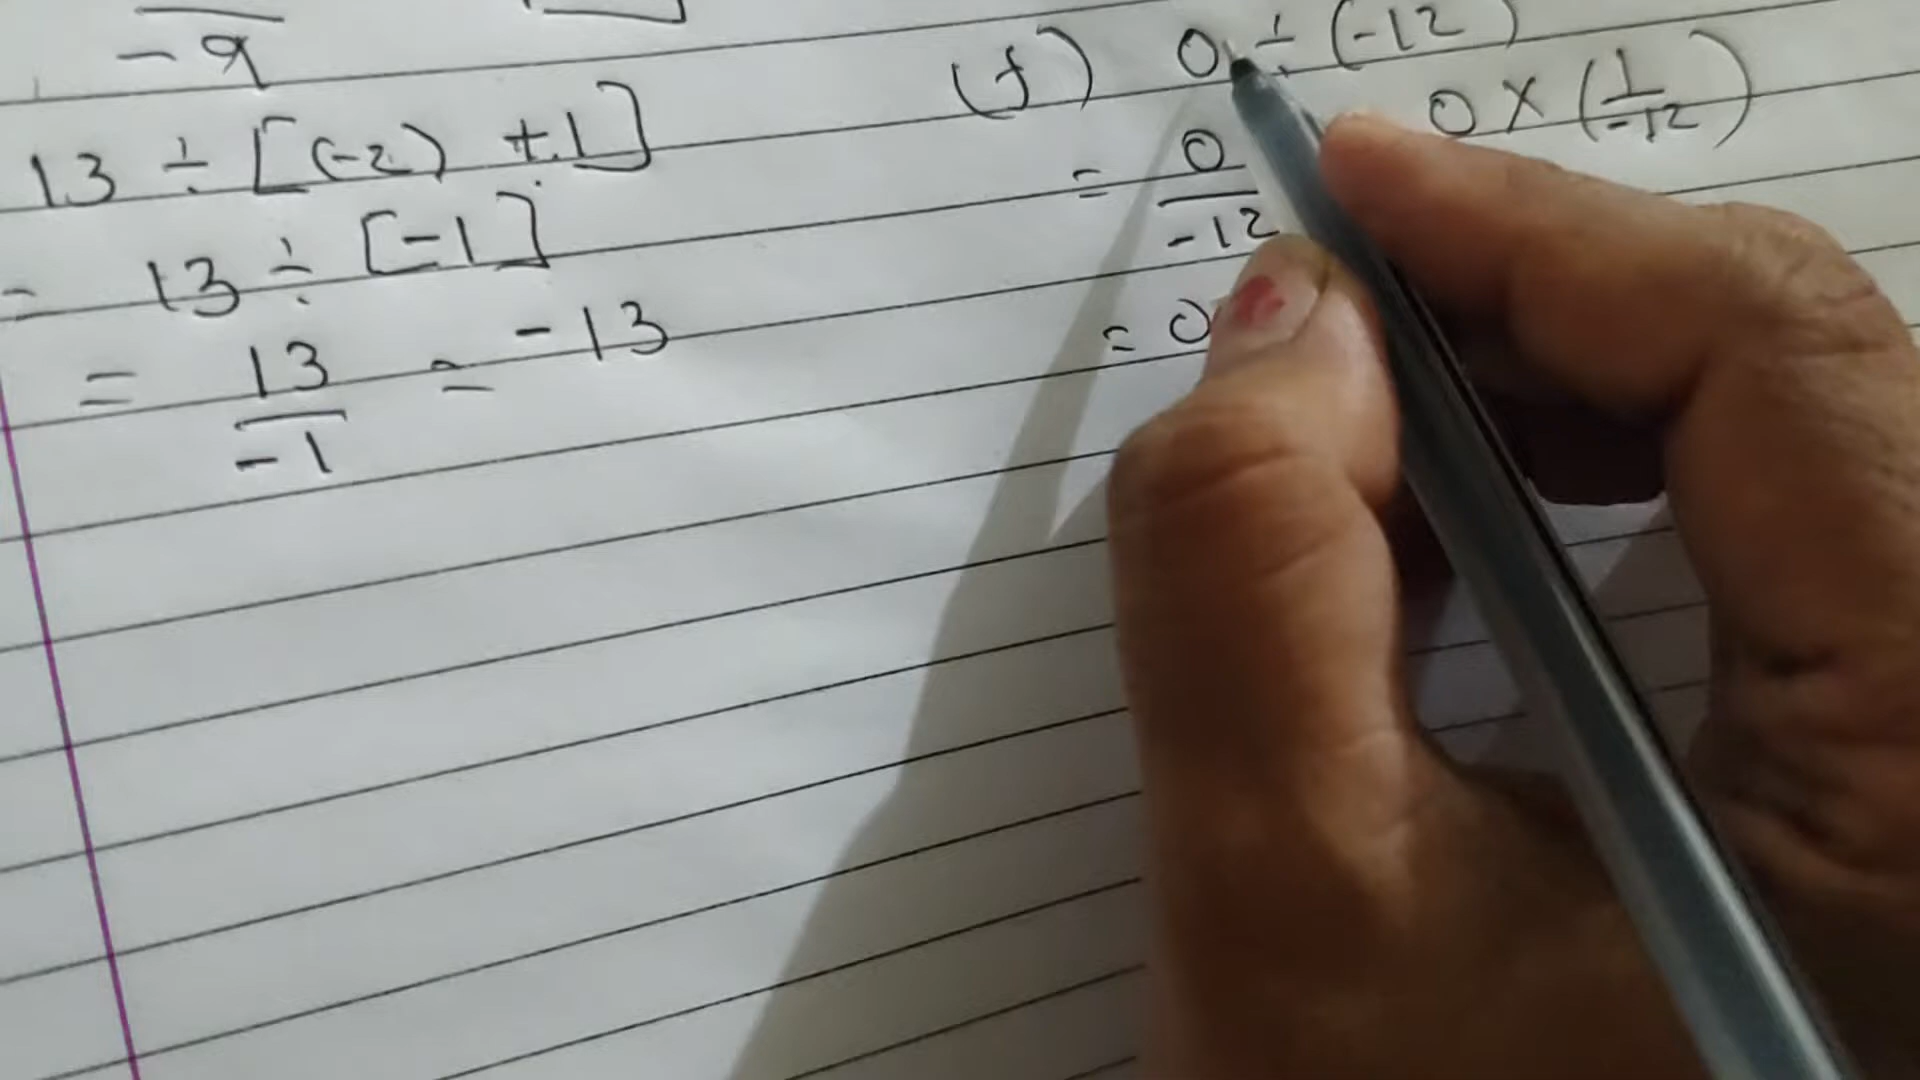 -9
13 ÷ [(-2) +1]
= 13 ÷ [-1]
= 13/-1 = -13
(f) 0 ÷ (-12)
0 × (1/-12)
= 0/-12
= 0